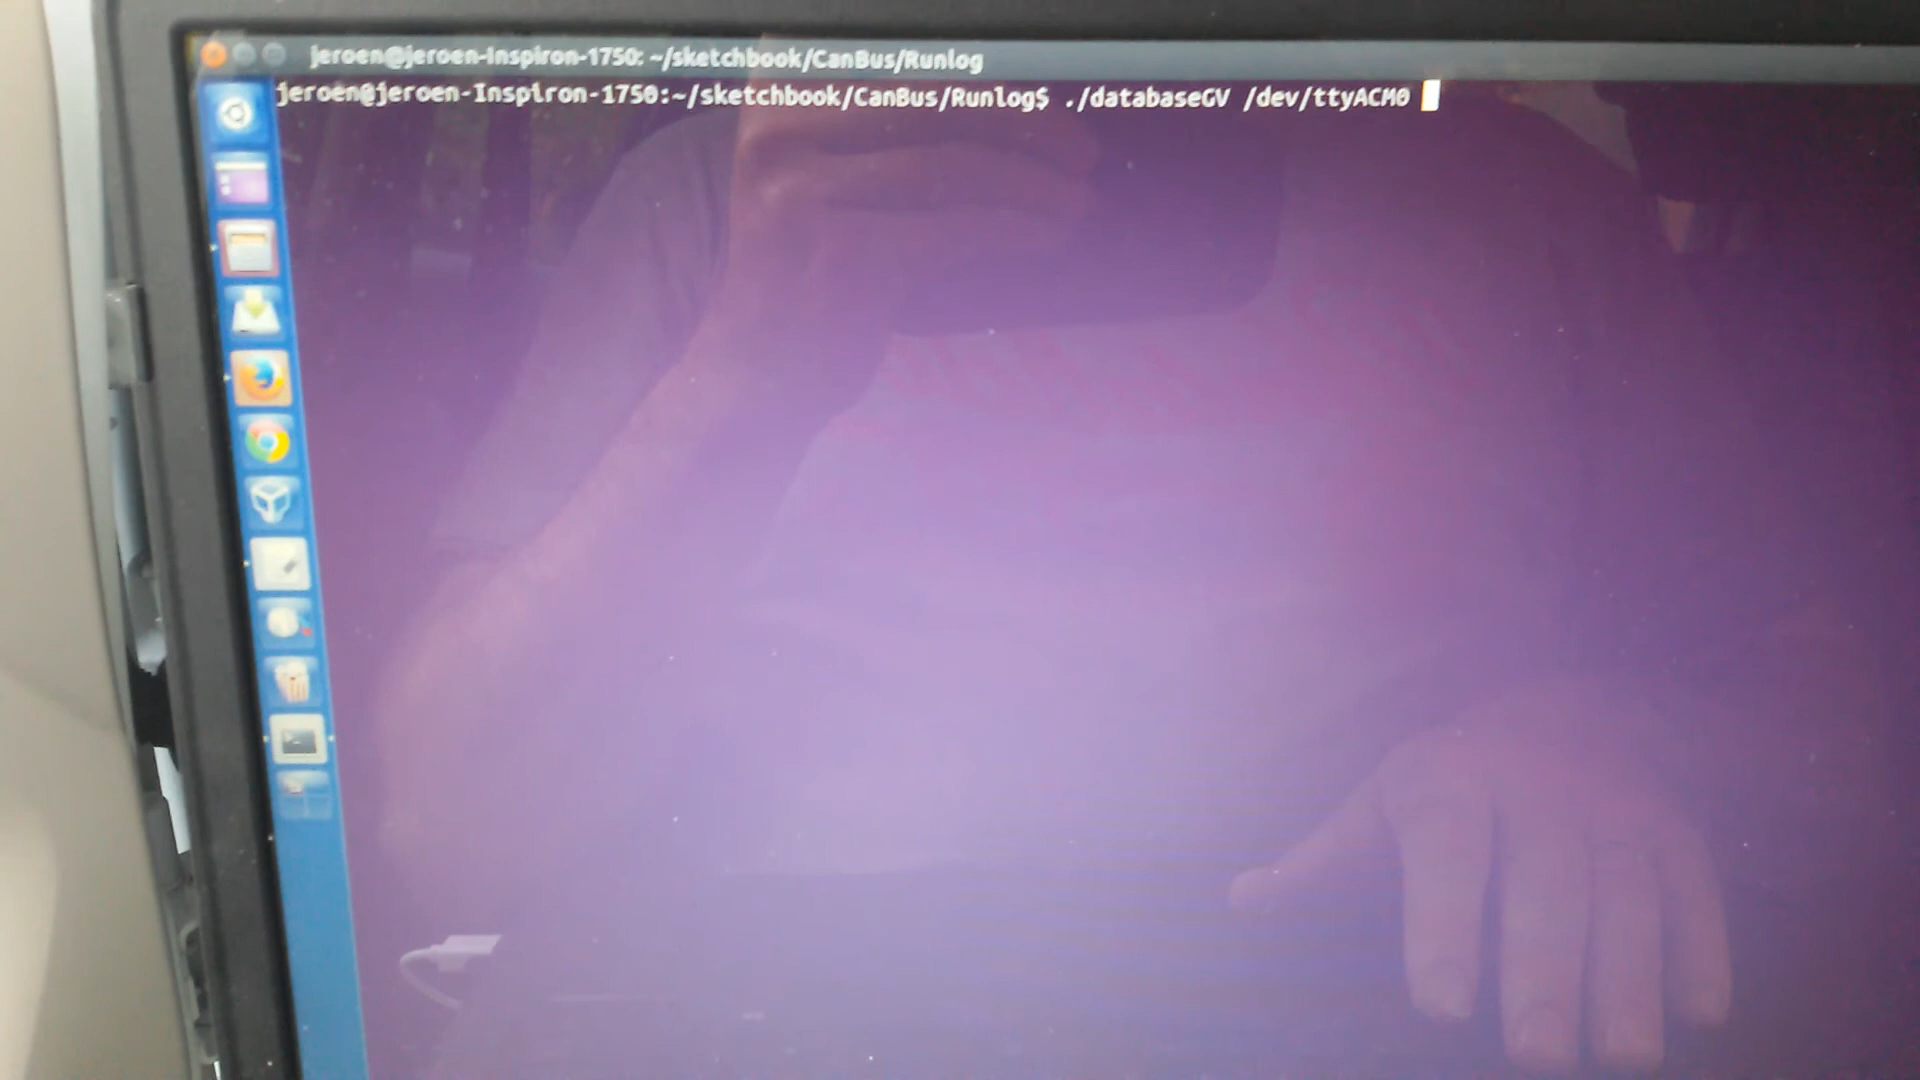 jeroen@jeroen-Inspiron-1750: ~/sketchbook/CanBus/Runlog
jeroen@jeroen-Inspiron-1750:~/sketchbook/CanBus/Runlog$ ./databaseGV /dev/ttyACM0